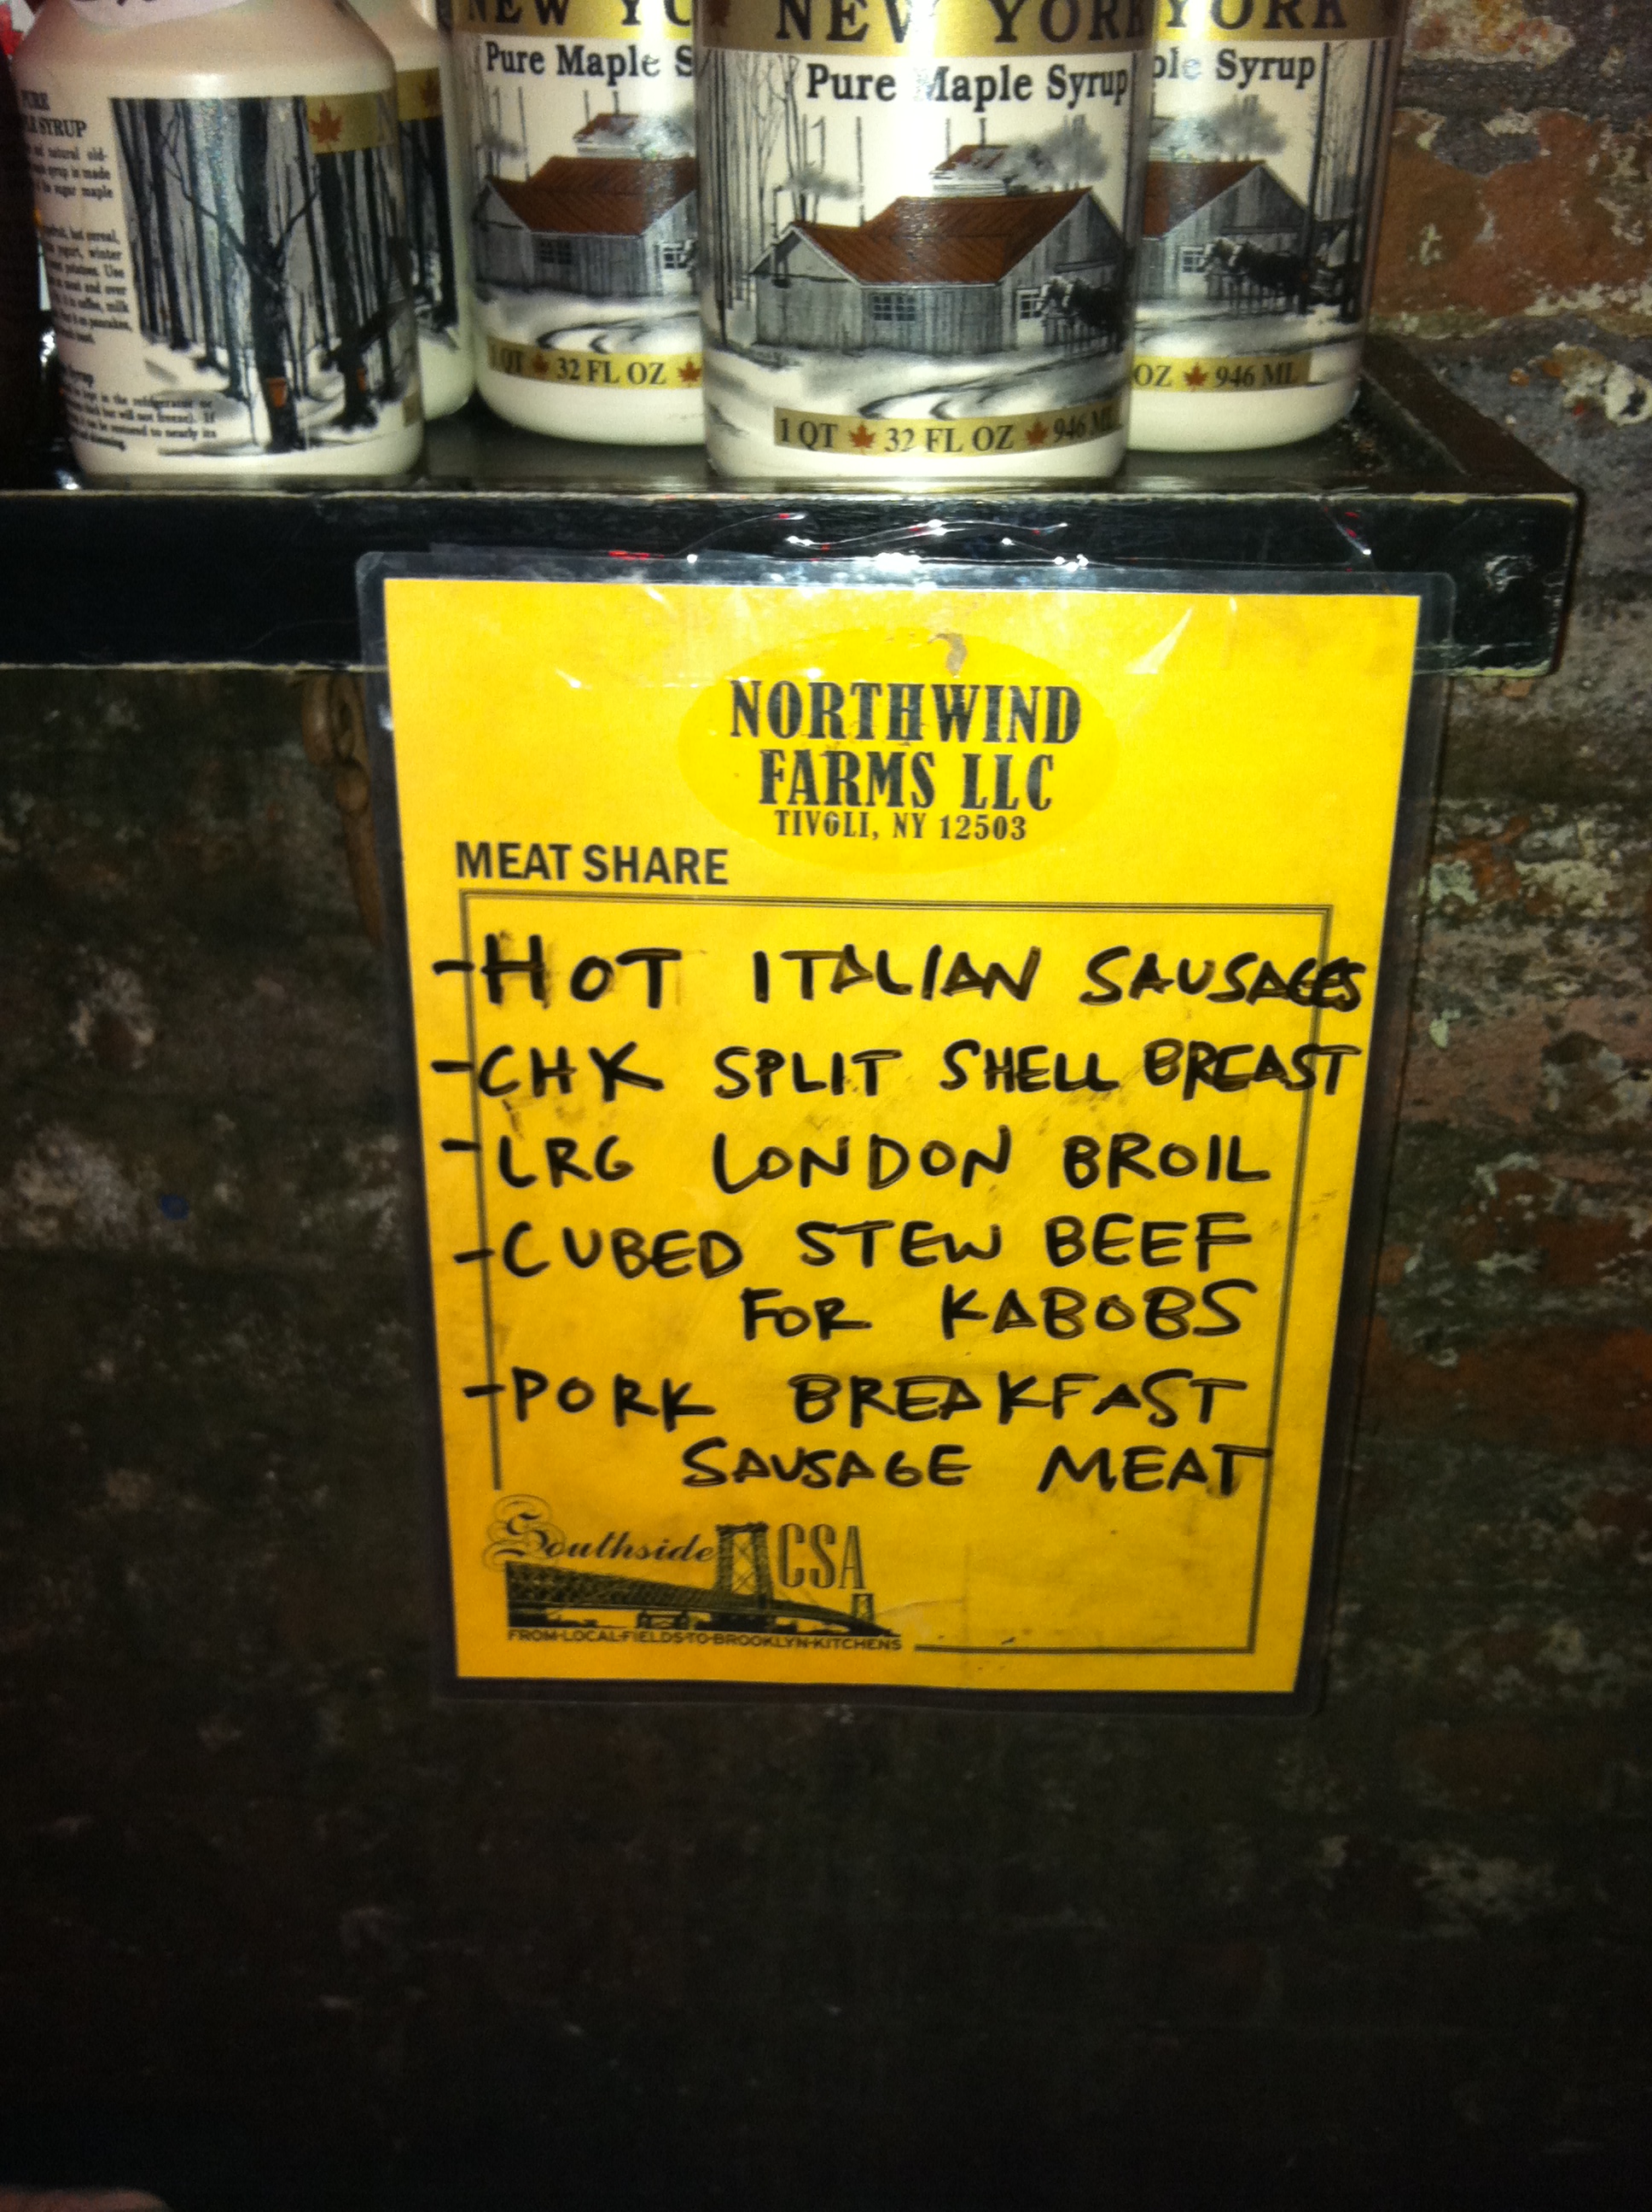 NEW YORK
YORK
Pure Maple S
Pure Maple Syrup
ple Syrup
SYRUP
1 QT 32 FL OZ
1 QT 32 FL OZ 946 ML
OZ 946 ML
NORTHWIND
FARMS LLC
TIVOLI, NY 12503
MEAT SHARE
-HOT ITALIAN SAUSAGES
-CHK SPLIT SHELL BREAST
-LRG LONDON BROIL
-CUBED STEW BEEF
FOR KABOBS
-PORK BREAKFAST
SAUSAGE MEAT
Southside CSA
FROM-LOCAL-FIELDS-TO-BROOKLYN-KITCHENS